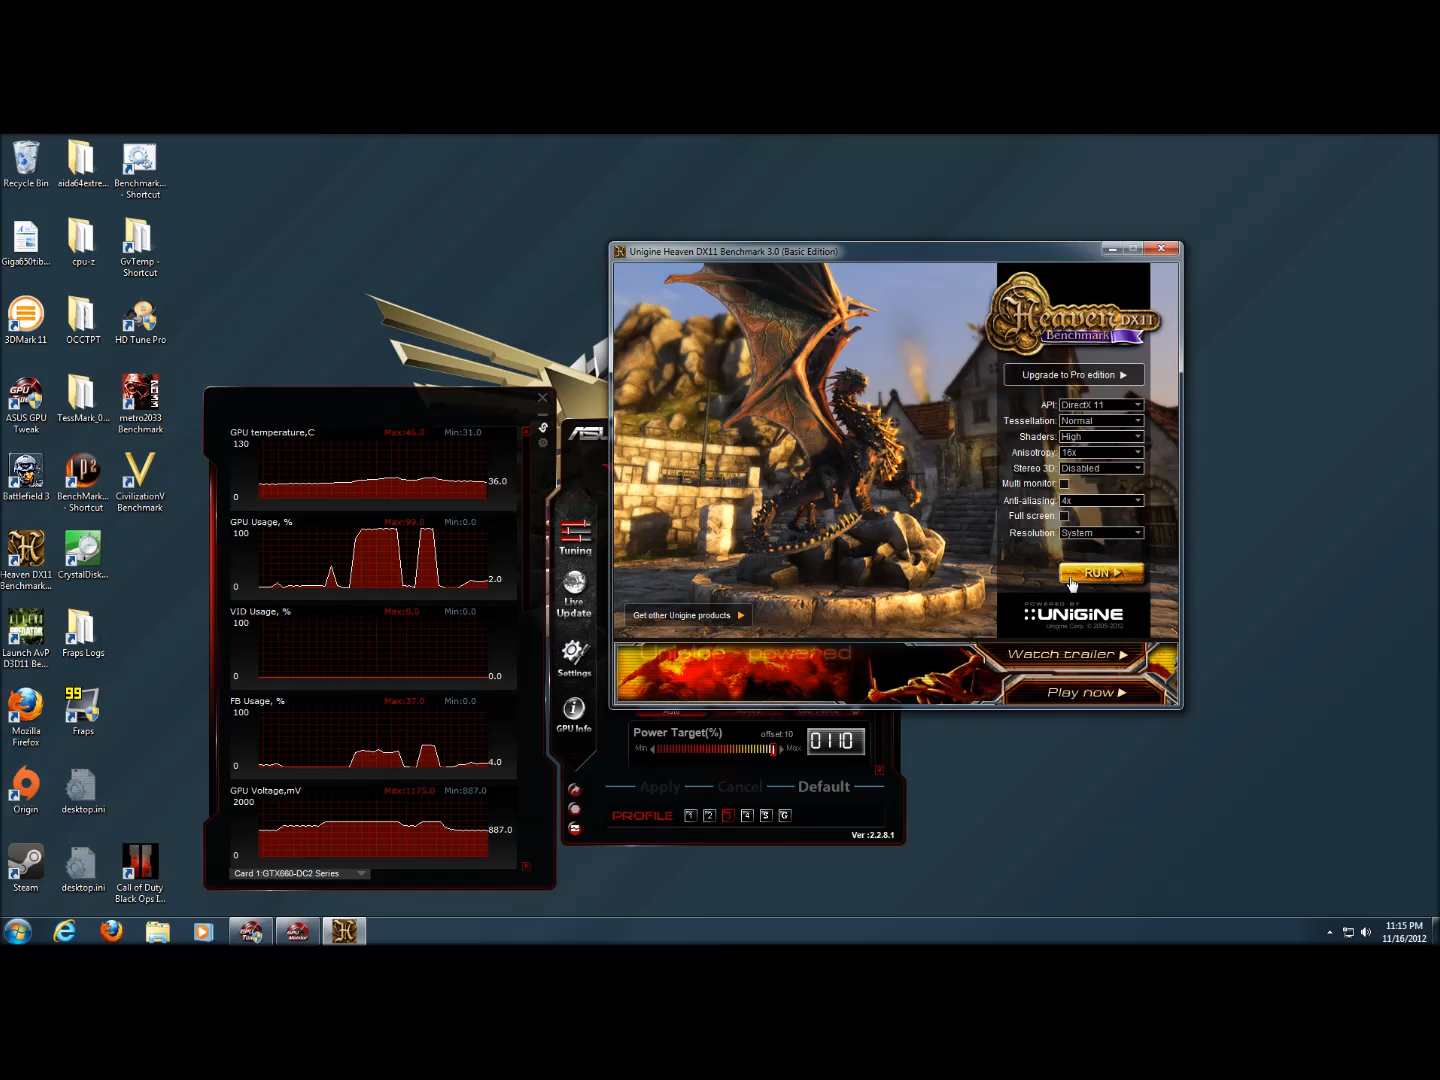 Recycle Bin
aida64extre...
Benchmark... - Shortcut
Giga650tib...
cpu-z
GvTemp - Shortcut
3DMark 11
OCCTPT
HD Tune Pro
ASUS GPU Tweak
TessMark_0...
metro2033 Benchmark
Battlefield 3
BenchMark... - Shortcut
CivilizationV Benchmark
Heaven DX11 Benchmark...
CrystalDisk...
Launch AvP D3D11 Be...
Fraps Logs
Mozilla Firefox
99
Fraps
Origin
desktop.ini
Steam
desktop.ini
Call of Duty Black Ops I...
GPU temperature,C
Max:46.0
Min:31.0
130
0
36.0
GPU Usage, %
Max:99.0
Min:0.0
100
0
2.0
VID Usage, %
Max:0.0
Min:0.0
100
0
0.0
FB Usage, %
Max:37.0
Min:0.0
100
0
4.0
GPU Voltage,mV
Max:1175.0
Min:887.0
2000
0
887.0
Card 1:GTX660-DC2 Series
Tuning
Live Update
Settings
GPU Info
Unigine Heaven DX11 Benchmark 3.0 (Basic Edition)
Heaven DX11
Benchmark
Upgrade to Pro edition
API: DirectX 11
Tessellation: Normal
Shaders: High
Anisotropy: 16x
Stereo 3D: Disabled
Multi monitor:
Anti-aliasing: 4x
Full screen:
Resolution: System
RUN
POWERED BY
UNIGINE
Unigine Corp. © 2005-2012
Get other Unigine products
Unigine powered
Watch trailer
Play now
Power Target(%)
offset:10
Min
Max
0110
Apply
Cancel
Default
PROFILE
Ver :2.2.8.1
11:15 PM
11/16/2012